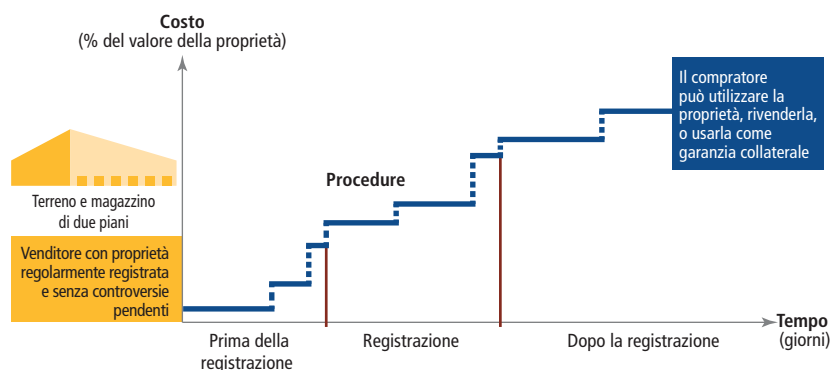 Costo
(% del valore della proprietà)
Il compratore
può utilizzare la
proprietà, rivenderla,
o usarla come
garanzia collaterale
Procedure
Terreno e magazzino
di due piani
Venditore con proprietà
regolarmente registrata
e senza controversie
pendenti
Tempo
(giorni)
Prima della
registrazione
Registrazione
Dopo la registrazione